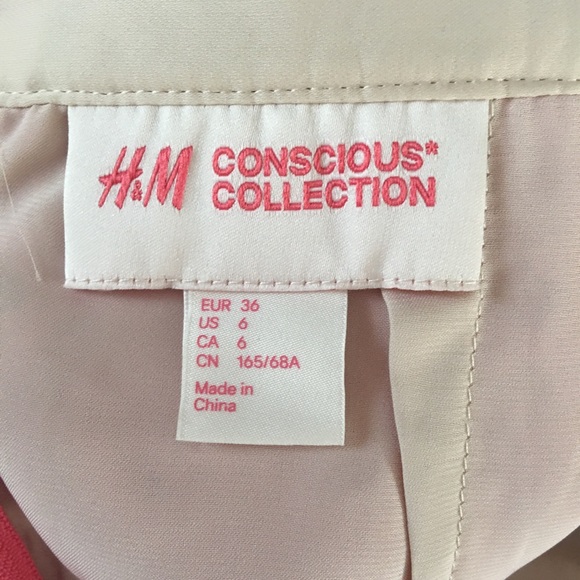 H&M CONSCIOUS*
COLLECTION
EUR 36
US 6
CA 6
CN 165/68A
Made in
China